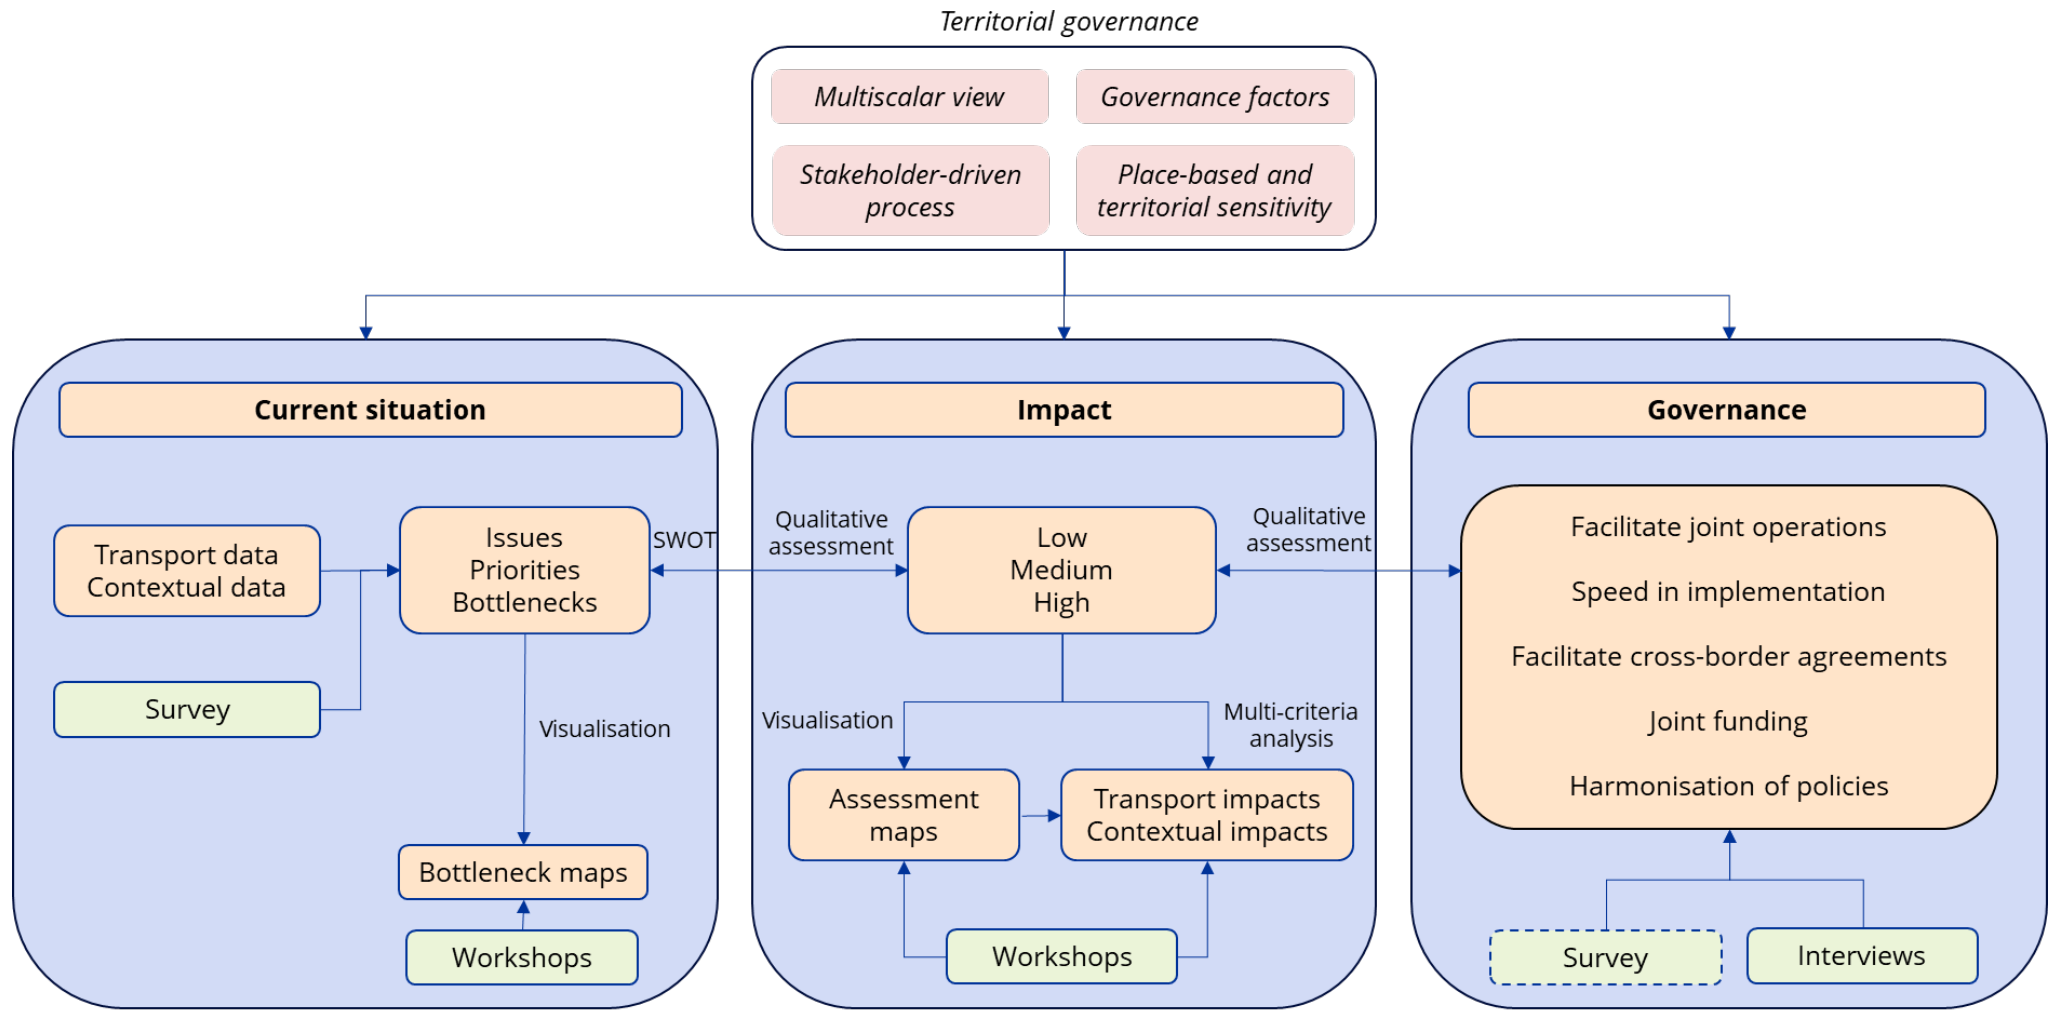 Territorial governance
Multiscalar view
Governance factors
Stakeholder-driven
process
Place-based and
territorial sensitivity
Current situation
Transport data
Contextual data
Survey
Issues
Priorities
Bottlenecks
SWOT
Visualisation
Bottleneck maps
Workshops
Impact
Qualitative
assessment
Low
Medium
High
Qualitative
assessment
Visualisation
Multi-criteria
analysis
Assessment
maps
Transport impacts
Contextual impacts
Workshops
Governance
Facilitate joint operations
Speed in implementation
Facilitate cross-border agreements
Joint funding
Harmonisation of policies
Survey
Interviews